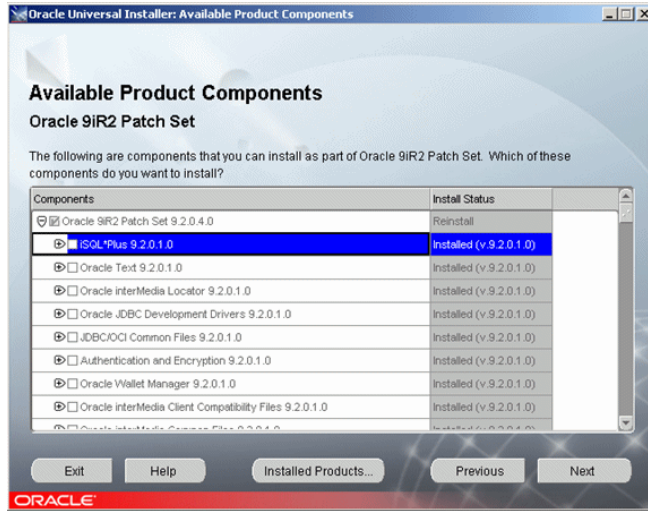 Oracle Universal Installer: Available Product Components
Available Product Components
Oracle 9iR2 Patch Set
The following are components that you can install as part of Oracle 9iR2 Patch Set. Which of these
components do you want to install?
Components Install Status
Oracle 9iR2 Patch Set 9.2.0.4.0 Reinstall
iSQL*Plus 9.2.0.1.0 Installed (v.9.2.0.1.0)
Oracle Text 9.2.0.1.0 Installed (v.9.2.0.1.0)
Oracle interMedia Locator 9.2.0.1.0 Installed (v.9.2.0.1.0)
Oracle JDBC Development Drivers 9.2.0.1.0 Installed (v.9.2.0.1.0)
JDBC/OCI Common Files 9.2.0.1.0 Installed (v.9.2.0.1.0)
Authentication and Encryption 9.2.0.1.0 Installed (v.9.2.0.1.0)
Oracle Wallet Manager 9.2.0.1.0 Installed (v.9.2.0.1.0)
Oracle interMedia Client Compatibility Files 9.2.0.1.0 Installed (v.9.2.0.1.0)
Exit Help Installed Products... Previous Next
ORACLE